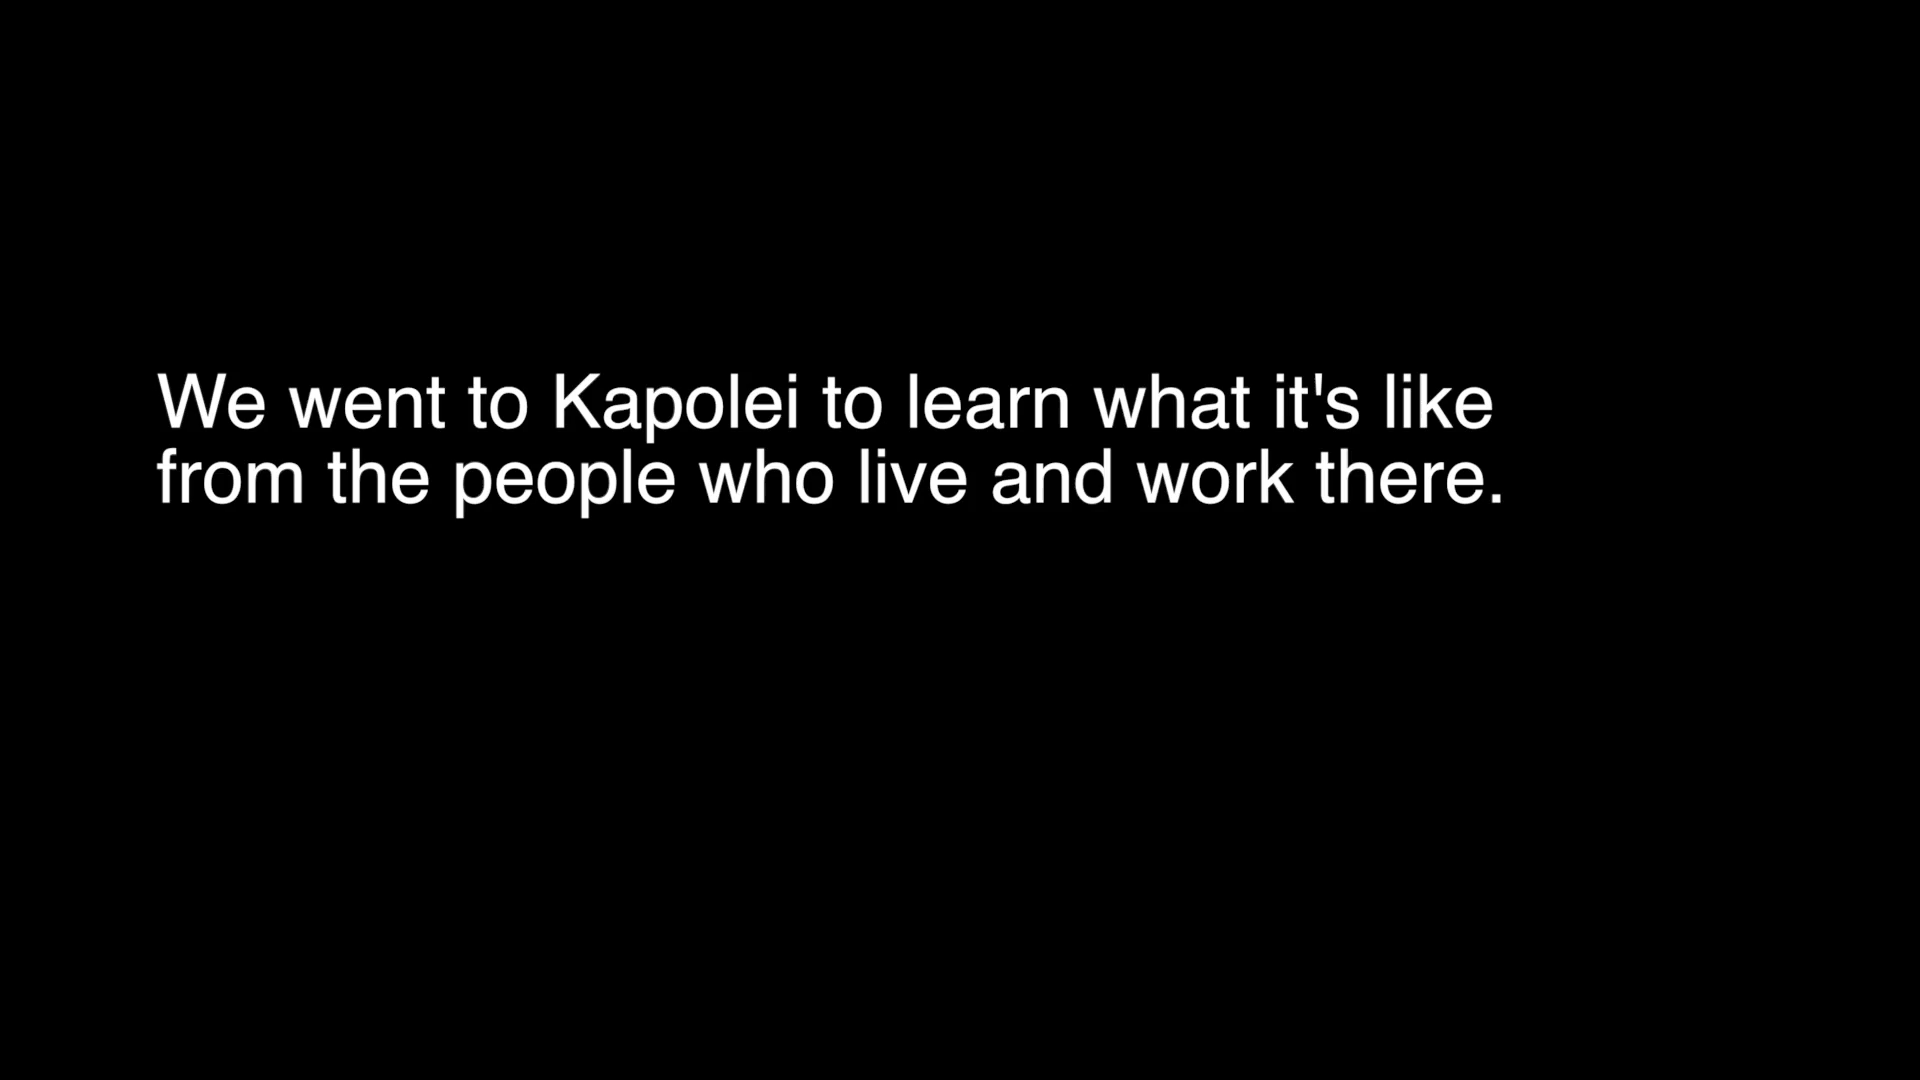 We went to Kapolei to learn what it's like
from the people who live and work there.